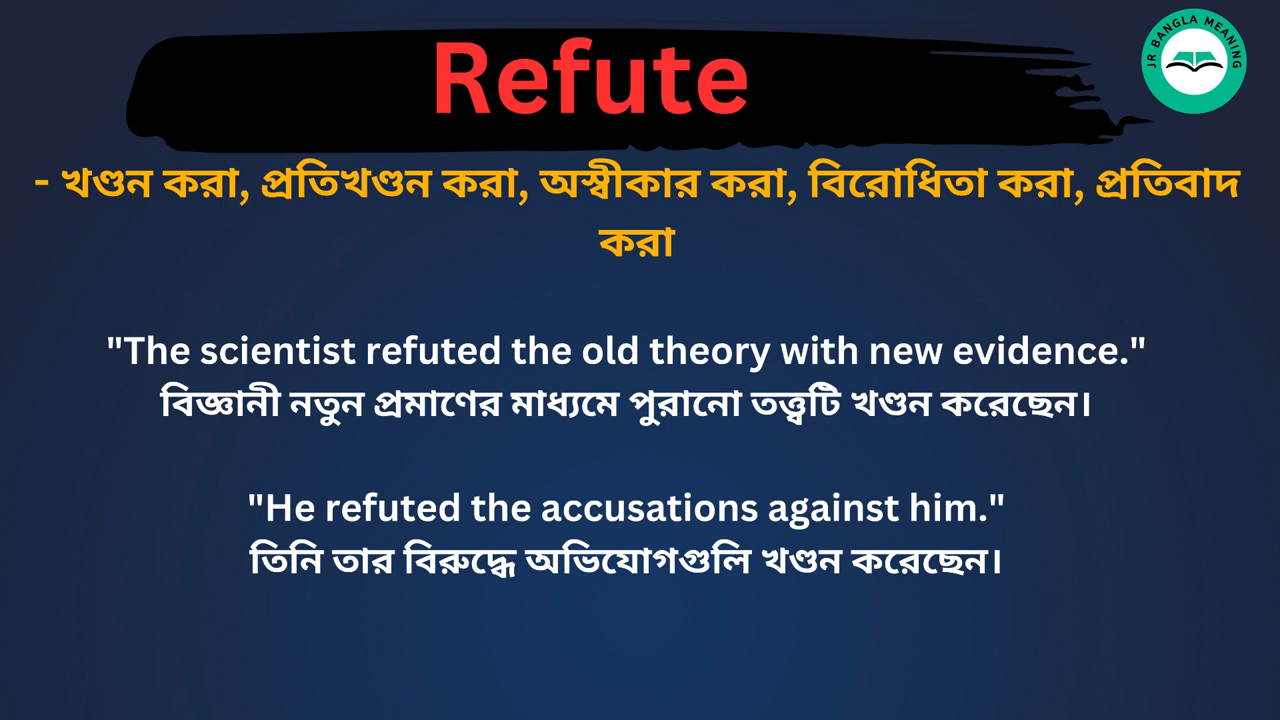 Refute
JR BANGLA MEANING
- খণ্ডন করা, প্রতিখণ্ডন করা, অস্বীকার করা, বিরোধিতা করা, প্রতিবাদ
করা
"The scientist refuted the old theory with new evidence."
বিজ্ঞানী নতুন প্রমাণের মাধ্যমে পুরানো তত্ত্বটি খণ্ডন করেছেন।
"He refuted the accusations against him."
তিনি তার বিরুদ্ধে অভিযোগগুলি খণ্ডন করেছেন।